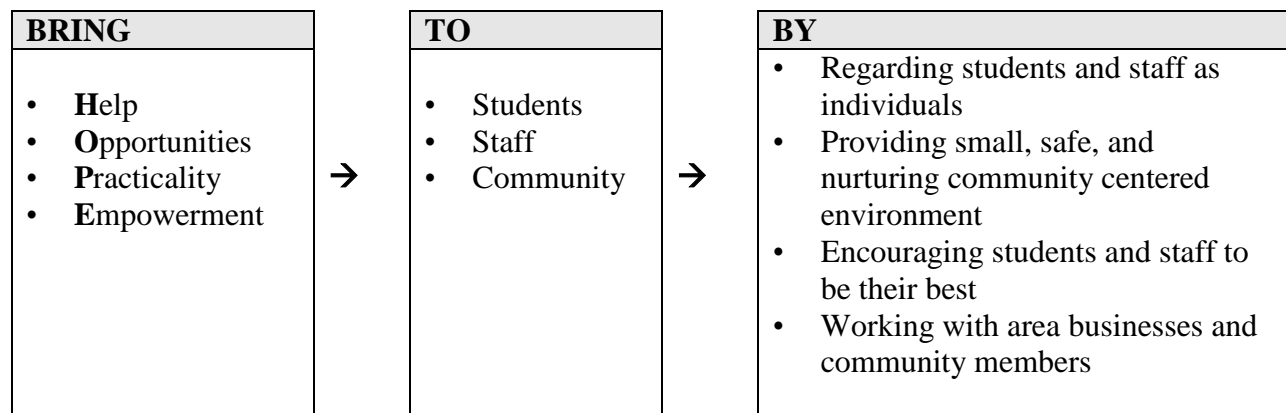 BRING
• Help
• Opportunities
• Practicality
• Empowerment
→
TO
• Students
• Staff
• Community
→
BY
• Regarding students and staff as
individuals
• Providing small, safe, and
nurturing community centered
environment
• Encouraging students and staff to
be their best
• Working with area businesses and
community members